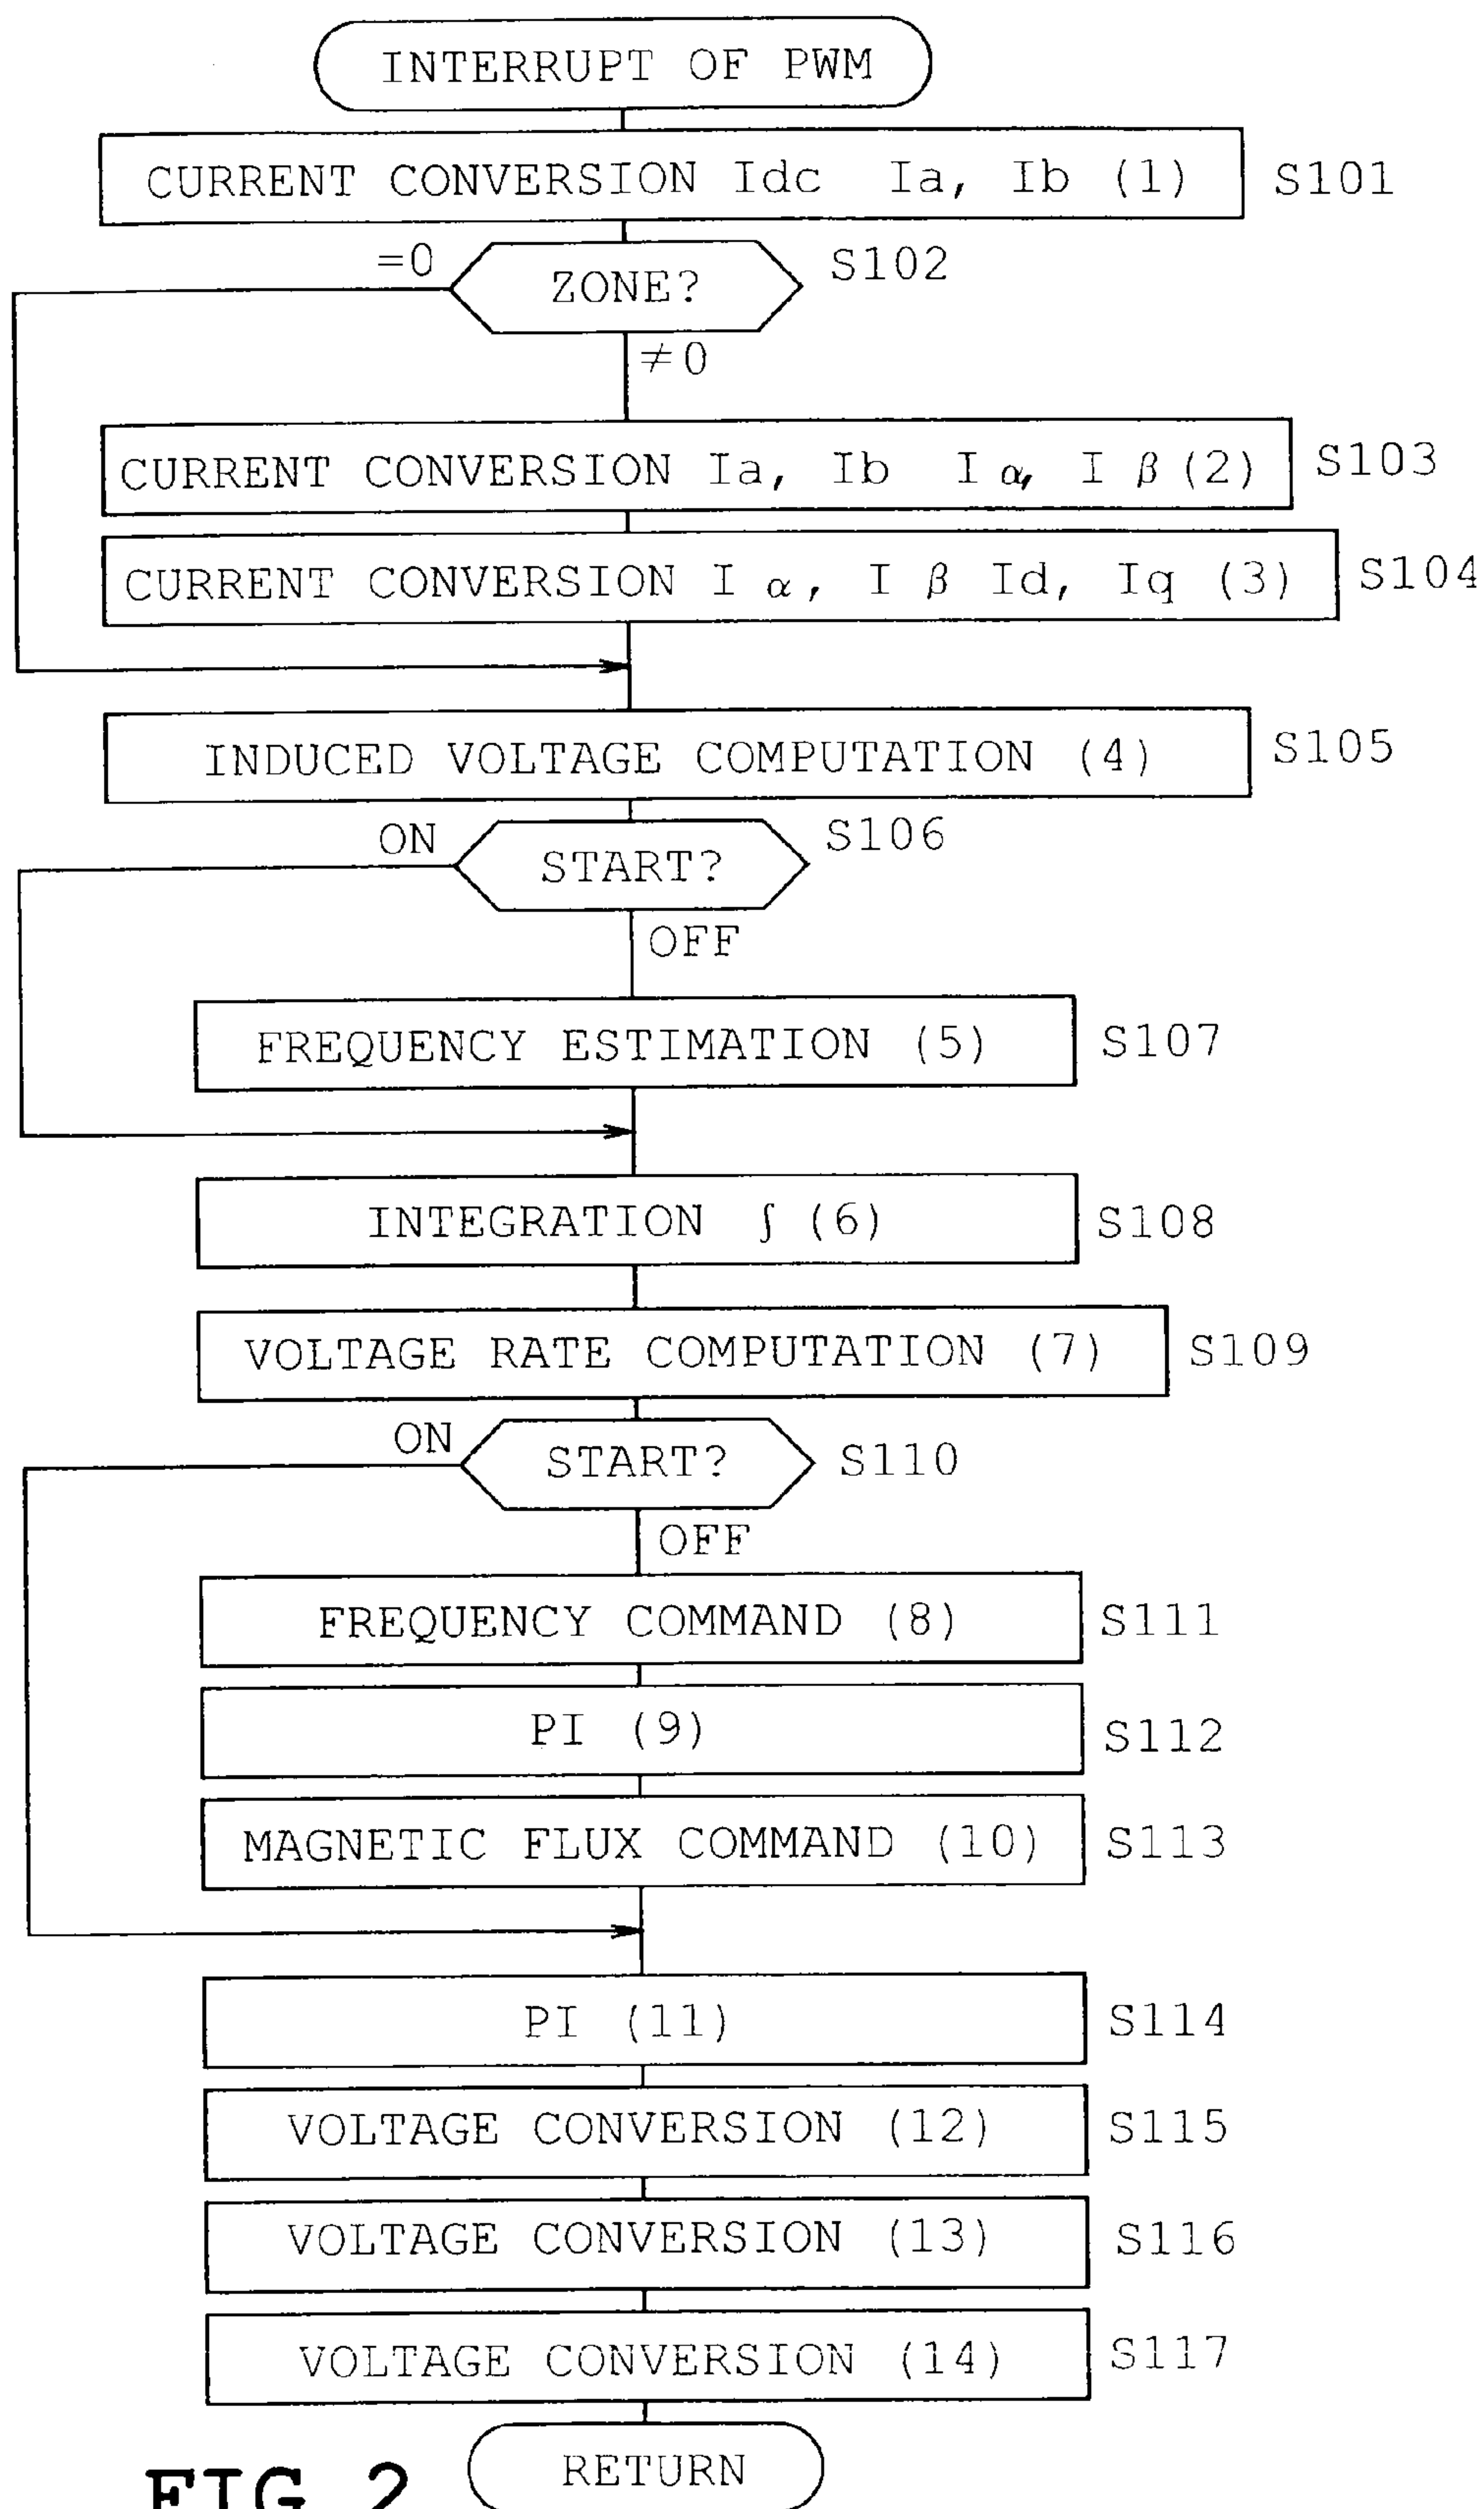 INTERRUPT OF PWM
CURRENT CONVERSION Idc Ia, Ib (1) S101
=0 ZONE? S102
≠0
CURRENT CONVERSION Ia, Ib I α, I β (2) S103
CURRENT CONVERSION I α, I β Id, Iq (3) S104
INDUCED VOLTAGE COMPUTATION (4) S105
ON START? S106
OFF
FREQUENCY ESTIMATION (5) S107
INTEGRATION ∫ (6) S108
VOLTAGE RATE COMPUTATION (7) S109
ON START? S110
OFF
FREQUENCY COMMAND (8) S111
PI (9) S112
MAGNETIC FLUX COMMAND (10) S113
PI (11) S114
VOLTAGE CONVERSION (12) S115
VOLTAGE CONVERSION (13) S116
VOLTAGE CONVERSION (14) S117
RETURN
FIG 2